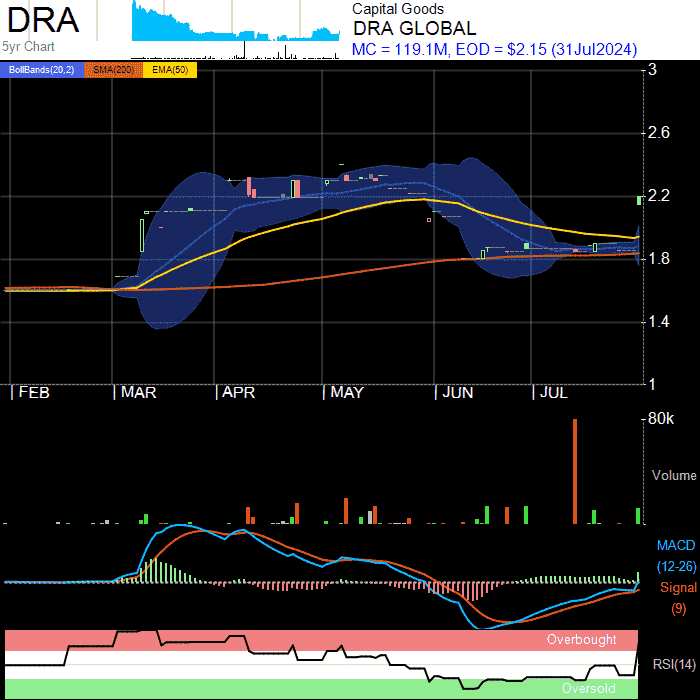 DRA
Capital Goods
DRA GLOBAL
5yr Chart
MC = 119.1M, EOD = $2.15 (31Jul2024)
BollBands(20,2) SMA(200) EMA(50)
3
2.6
2.2
1.8
1.4
1
FEB MAR APR MAY JUN JUL
80k
Volume
MACD
(12-26)
Signal
(9)
Overbought
RSI(14)
Oversold